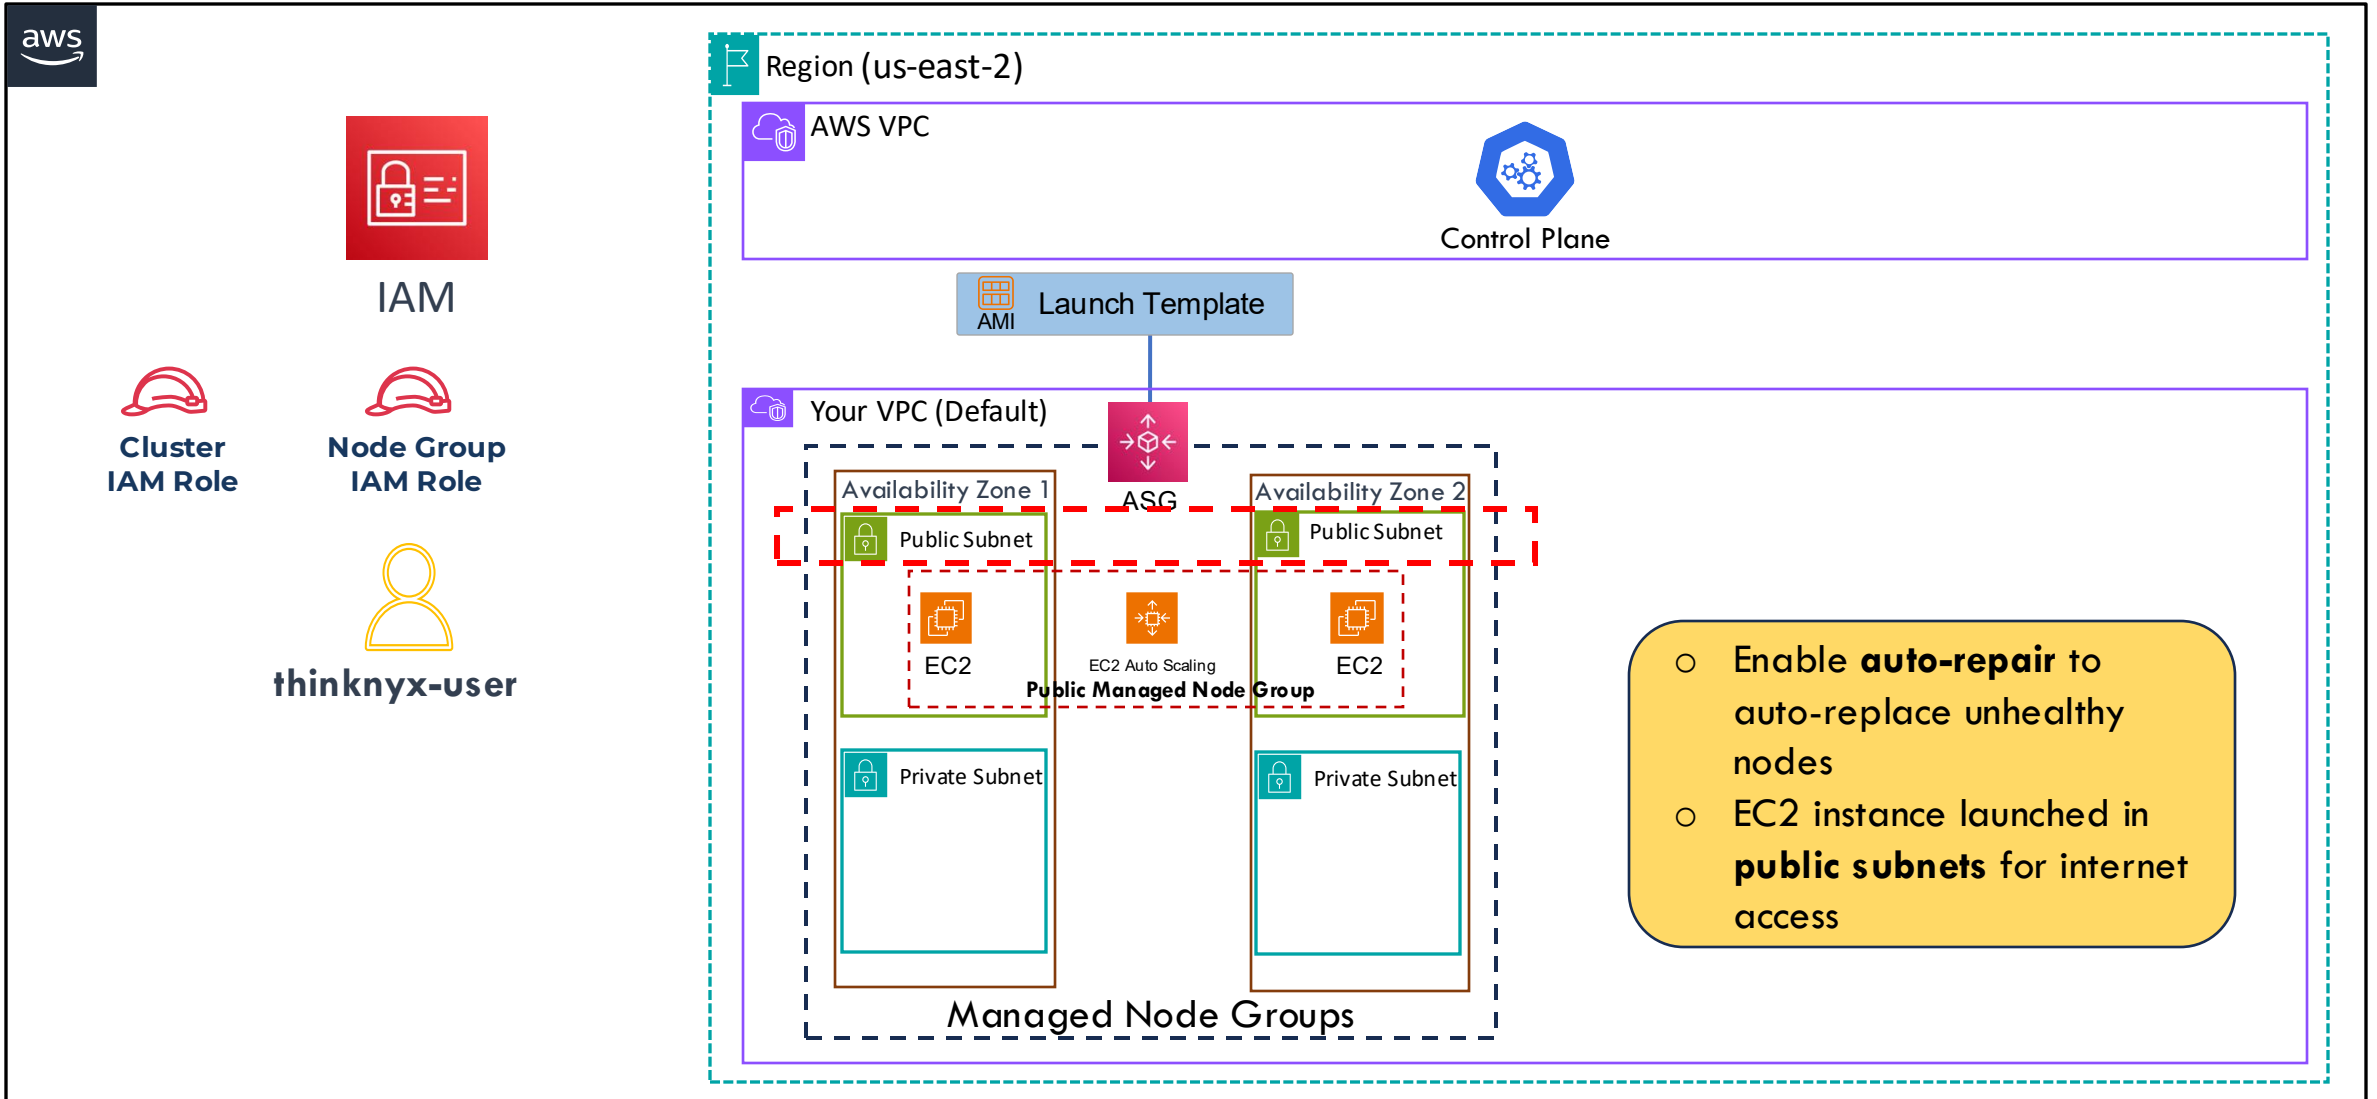 aws
Region (us-east-2)
AWS VPC
Control Plane
IAM
AMI
Launch Template
Cluster
IAM Role
Node Group
IAM Role
thinknyx-user
Your VPC (Default)
ASG
Availability Zone 1
Availability Zone 2
Public Subnet
Public Subnet
EC2
EC2 Auto Scaling
EC2
Public Managed Node Group
Private Subnet
Private Subnet
Managed Node Groups
○ Enable auto-repair to
auto-replace unhealthy
nodes
○ EC2 instance launched in
public subnets for internet
access